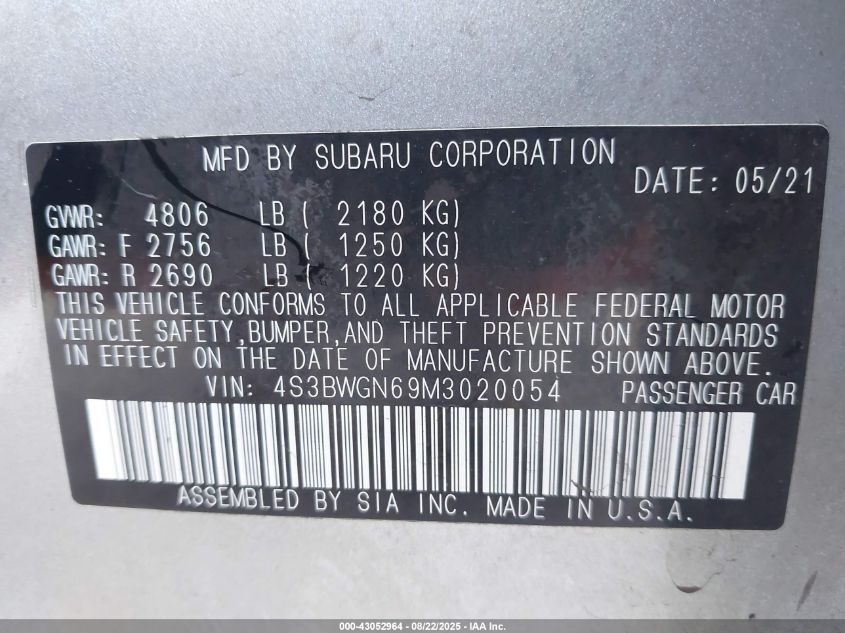 MFD BY SUBARU CORPORATION
DATE: 05/21
GVWR: 4806 LB ( 2180 KG)
GAWR: F 2756 LB ( 1250 KG)
GAWR: R 2690 LB ( 1220 KG)
THIS VEHICLE CONFORMS TO ALL APPLICABLE FEDERAL MOTOR
VEHICLE SAFETY,BUMPER,AND THEFT PREVENTION STANDARDS
IN EFFECT ON THE DATE OF MANUFACTURE SHOWN ABOVE.
VIN: 4S3BWGN69M3020054 PASSENGER CAR
ASSEMBLED BY SIA INC. MADE IN U.S.A.
000-43052964 - 08/22/2025 - IAA Inc.